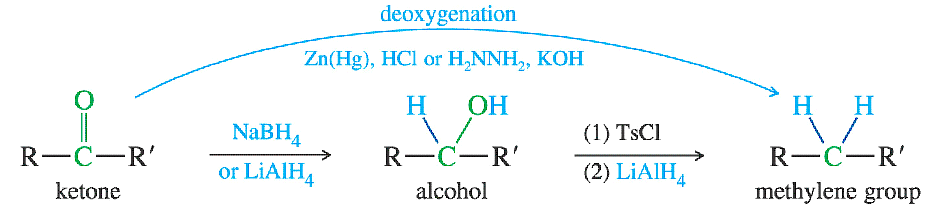 deoxygenation
Zn(Hg), HCl or H₂NNH₂, KOH
O
R—C—R′
ketone
NaBH₄
or LiAlH₄
H OH
R—C—R′
alcohol
(1) TsCl
(2) LiAlH₄
H H
R—C—R′
methylene group